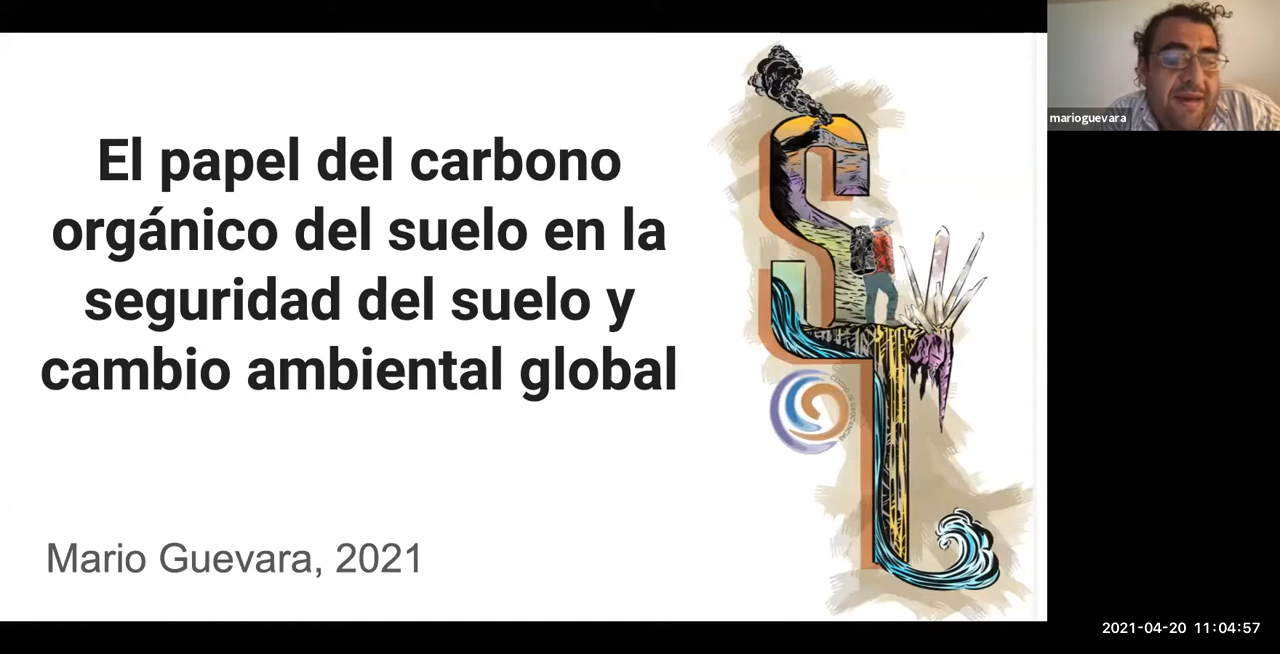 El papel del carbono
orgánico del suelo en la
seguridad del suelo y
cambio ambiental global
Mario Guevara, 2021
marioguevara
2021-04-20 11:04:57